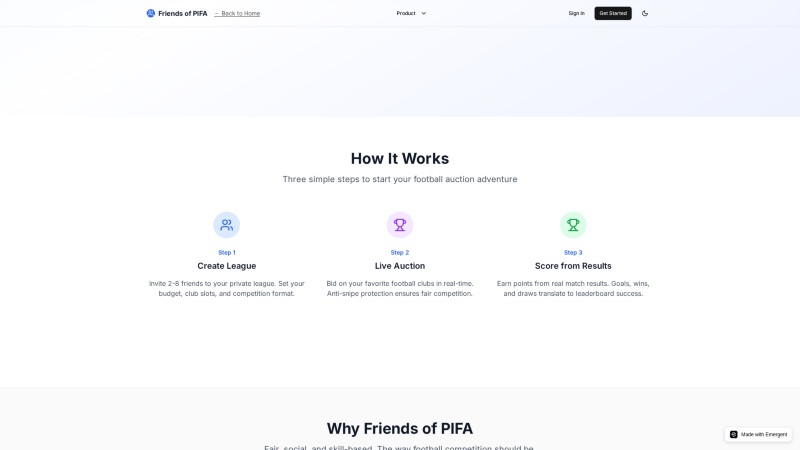 Friends of PIFA
← Back to Home
Product
Sign In
Get Started
How It Works
Three simple steps to start your football auction adventure
Step 1
Create League
Invite 2-8 friends to your private league. Set your
budget, club slots, and competition format.
Step 2
Live Auction
Bid on your favorite football clubs in real-time.
Anti-snipe protection ensures fair competition.
Step 3
Score from Results
Earn points from real match results. Goals, wins,
and draws translate to leaderboard success.
Why Friends of PIFA
Fair, social, and skill-based. The way football competition should be.
Made with Emergent